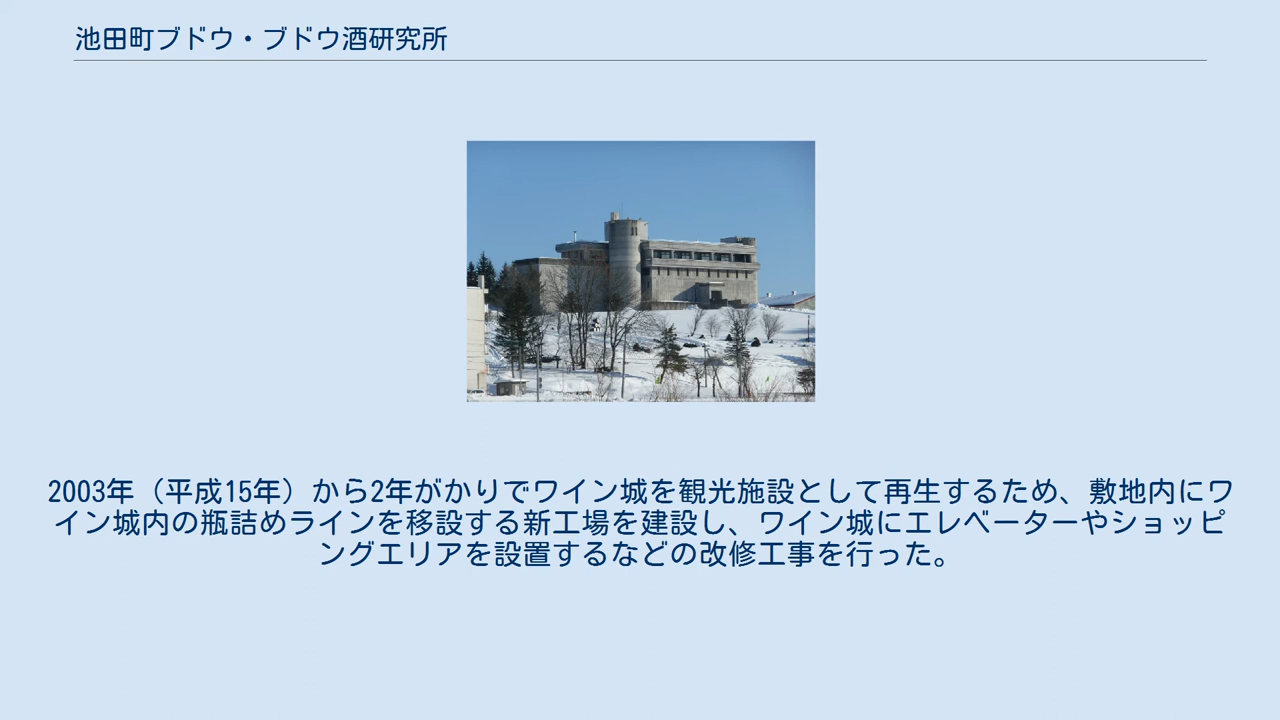 池田町ブドウ・ブドウ酒研究所
2003年（平成15年）から2年がかりでワイン城を観光施設として再生するため、敷地内にワ
イン城内の瓶詰めラインを移設する新工場を建設し、ワイン城にエレベーターやショッピ
ングエリアを設置するなどの改修工事を行った。